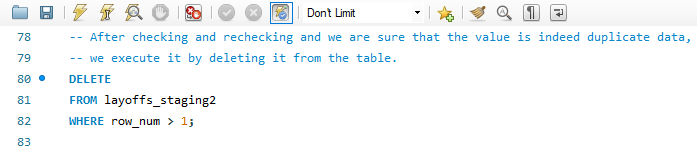 Don't Limit
78 -- After checking and rechecking and we are sure that the value is indeed duplicate data,
79 -- we execute it by deleting it from the table.
80 DELETE
81 FROM layoffs_staging2
82 WHERE row_num > 1;
83